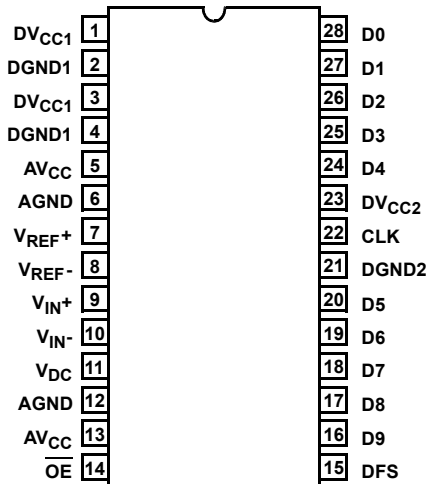 DVCC1 1 28 D0
DGND1 2 27 D1
DVCC1 3 26 D2
DGND1 4 25 D3
AVCC 5 24 D4
AGND 6 23 DVCC2
VREF+ 7 22 CLK
VREF- 8 21 DGND2
VIN+ 9 20 D5
VIN- 10 19 D6
VDC 11 18 D7
AGND 12 17 D8
AVCC 13 16 D9
OE 14 15 DFS